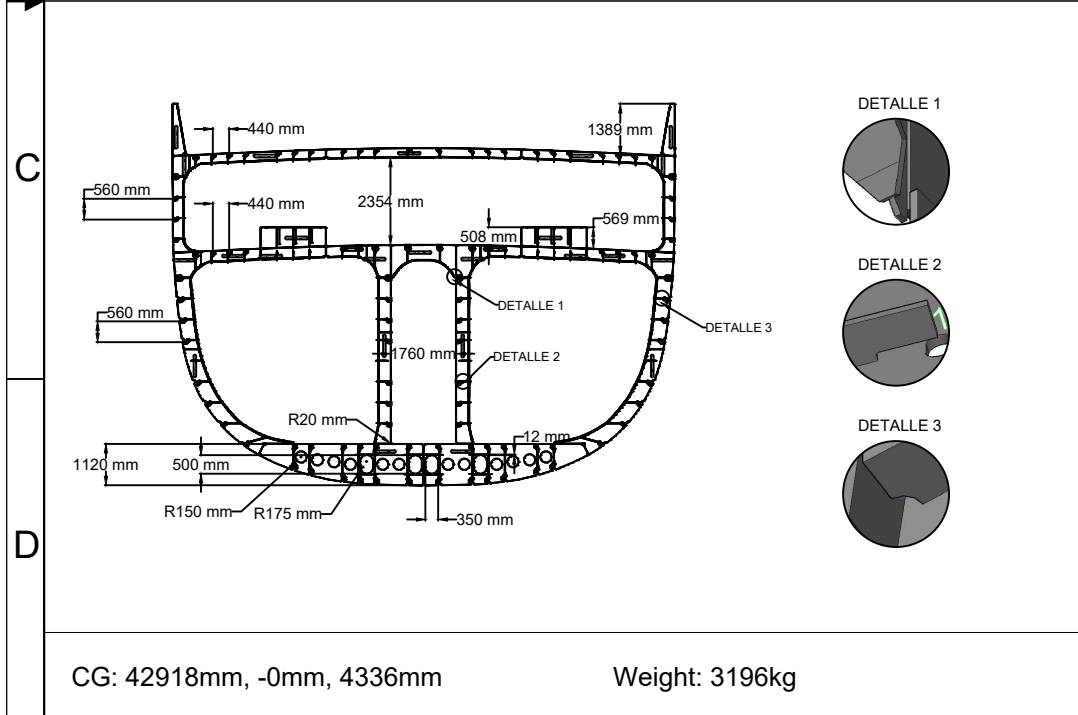 DETALLE 1
440 mm
1389 mm
C
560 mm
440 mm
2354 mm
569 mm
508 mm
DETALLE 2
DETALLE 1
560 mm
DETALLE 3
1760 mm
DETALLE 2
R20 mm
DETALLE 3
12 mm
1120 mm
500 mm
R150 mm
R175 mm
350 mm
D
CG: 42918mm, -0mm, 4336mm
Weight: 3196kg